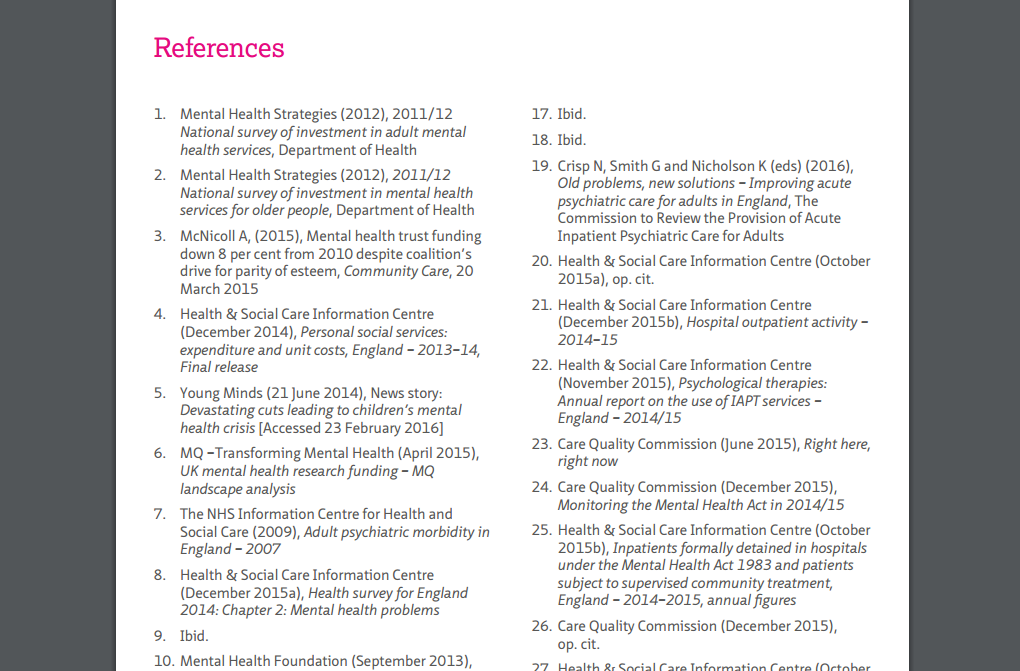 References
1. Mental Health Strategies (2012), 2011/12
National survey of investment in adult mental
health services, Department of Health
2. Mental Health Strategies (2012), 2011/12
National survey of investment in mental health
services for older people, Department of Health
3. McNicoll A, (2015), Mental health trust funding
down 8 per cent from 2010 despite coalition's
drive for parity of esteem, Community Care, 20
March 2015
4. Health & Social Care Information Centre
(December 2014), Personal social services:
expenditure and unit costs, England – 2013–14,
Final release
5. Young Minds (21 June 2014), News story:
Devastating cuts leading to children's mental
health crisis [Accessed 23 February 2016]
6. MQ –Transforming Mental Health (April 2015),
UK mental health research funding – MQ
landscape analysis
7. The NHS Information Centre for Health and
Social Care (2009), Adult psychiatric morbidity in
England – 2007
8. Health & Social Care Information Centre
(December 2015a), Health survey for England
2014: Chapter 2: Mental health problems
9. Ibid.
10. Mental Health Foundation (September 2013),
17. Ibid.
18. Ibid.
19. Crisp N, Smith G and Nicholson K (eds) (2016),
Old problems, new solutions – Improving acute
psychiatric care for adults in England, The
Commission to Review the Provision of Acute
Inpatient Psychiatric Care for Adults
20. Health & Social Care Information Centre (October
2015a), op. cit.
21. Health & Social Care Information Centre
(December 2015b), Hospital outpatient activity –
2014–15
22. Health & Social Care Information Centre
(November 2015), Psychological therapies:
Annual report on the use of IAPT services –
England – 2014/15
23. Care Quality Commission (June 2015), Right here,
right now
24. Care Quality Commission (December 2015),
Monitoring the Mental Health Act in 2014/15
25. Health & Social Care Information Centre (October
2015b), Inpatients formally detained in hospitals
under the Mental Health Act 1983 and patients
subject to supervised community treatment,
England – 2014–2015, annual figures
26. Care Quality Commission (December 2015),
op. cit.
27. Health & Social Care Information Centre (October